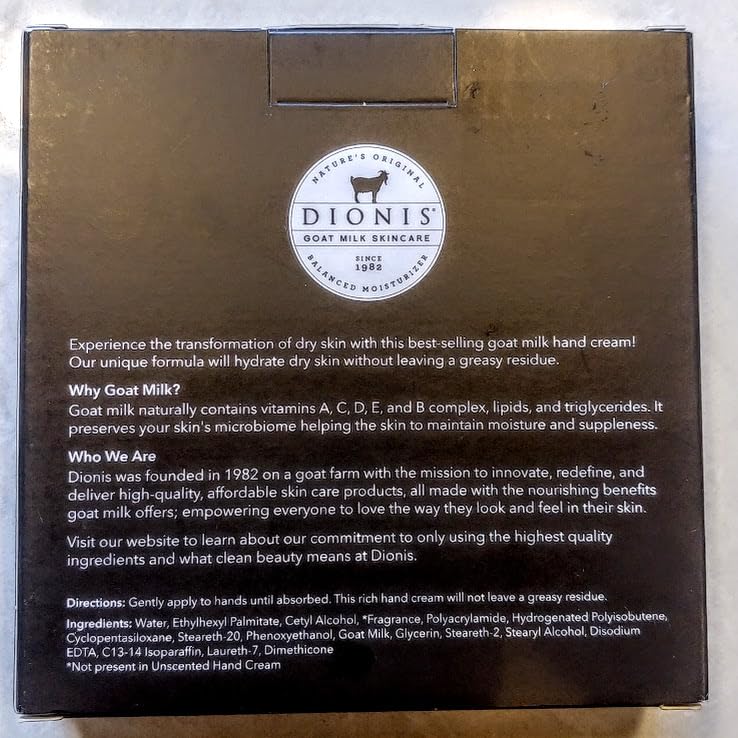 NATURE'S ORIGINAL
DIONIS®
GOAT MILK SKINCARE
SINCE
1982
BALANCED MOISTURIZER
Experience the transformation of dry skin with this best-selling goat milk hand cream!
Our unique formula will hydrate dry skin without leaving a greasy residue.
Why Goat Milk?
Goat milk naturally contains vitamins A, C, D, E, and B complex, lipids, and triglycerides. It
preserves your skin's microbiome helping the skin to maintain moisture and suppleness.
Who We Are
Dionis was founded in 1982 on a goat farm with the mission to innovate, redefine, and
deliver high-quality, affordable skin care products, all made with the nourishing benefits
goat milk offers; empowering everyone to love the way they look and feel in their skin.
Visit our website to learn about our commitment to only using the highest quality
ingredients and what clean beauty means at Dionis.
Directions: Gently apply to hands until absorbed. This rich hand cream will not leave a greasy residue.
Ingredients: Water, Ethylhexyl Palmitate, Cetyl Alcohol, *Fragrance, Polyacrylamide, Hydrogenated Polyisobutene,
Cyclopentasiloxane, Steareth-20, Phenoxyethanol, Goat Milk, Glycerin, Steareth-2, Stearyl Alcohol, Disodium
EDTA, C13-14 Isoparaffin, Laureth-7, Dimethicone
*Not present in Unscented Hand Cream